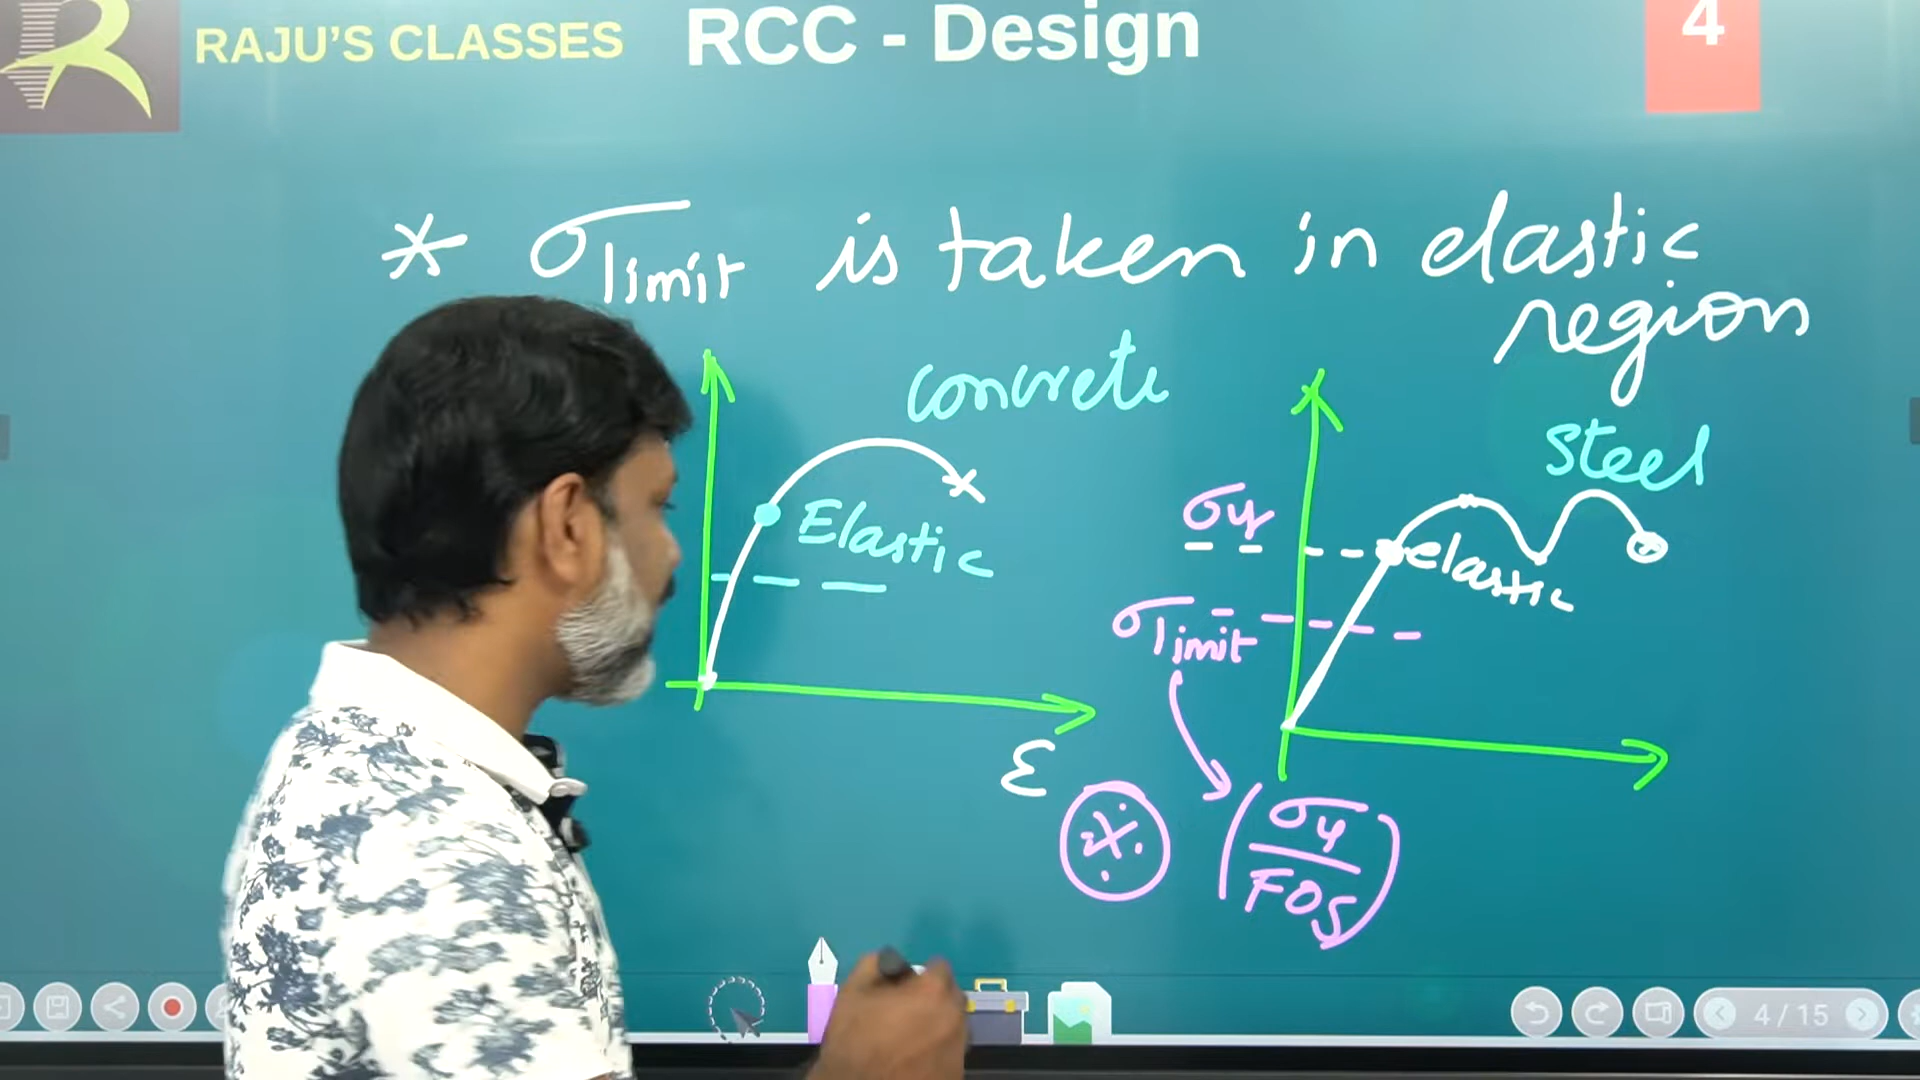 RAJU'S CLASSES
RCC - Design
4
* σlimit is taken in elastic
region
concrete
Elastic
ε
steel
σy
elastic
σlimit
(σy/FOS)
4/15